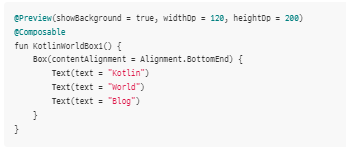 @Preview(showBackground = true, widthDp = 120, heightDp = 200)
@Composable
fun KotlinWorldBox1() {
    Box(contentAlignment = Alignment.BottomEnd) {
        Text(text = "Kotlin")
        Text(text = "World")
        Text(text = "Blog")
    }
}